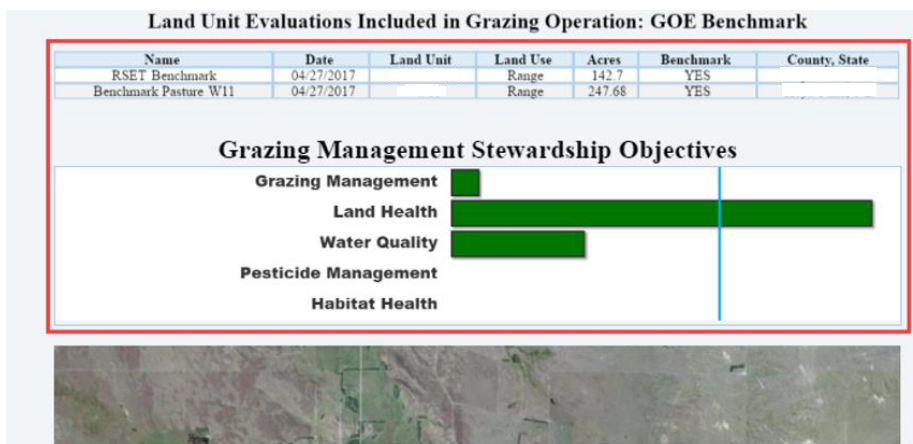 Land Unit Evaluations Included in Grazing Operation: GOE Benchmark
Name Date Land Unit Land Use Acres Benchmark County, State
RSET Benchmark 04/27/2017 Range 142.7 YES
Benchmark Pasture W11 04/27/2017 Range 247.68 YES
Grazing Management Stewardship Objectives
Grazing Management
Land Health
Water Quality
Pesticide Management
Habitat Health